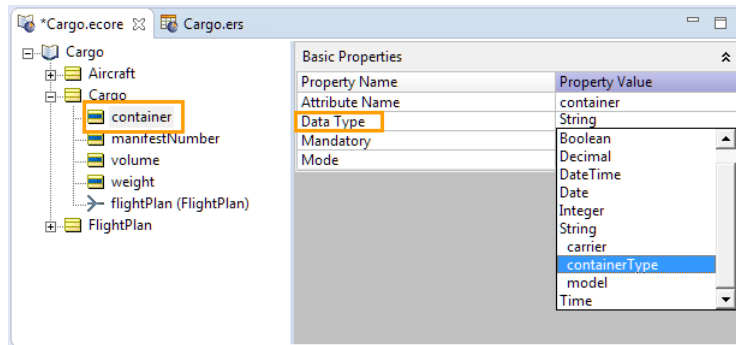 *Cargo.ecore
Cargo.ers
Cargo
Aircraft
Cargo
container
manifestNumber
volume
weight
flightPlan (FlightPlan)
FlightPlan
Basic Properties
Property Name Property Value
Attribute Name container
Data Type String
Mandatory
Mode
Boolean
Decimal
DateTime
Date
Integer
String
carrier
containerType
model
Time